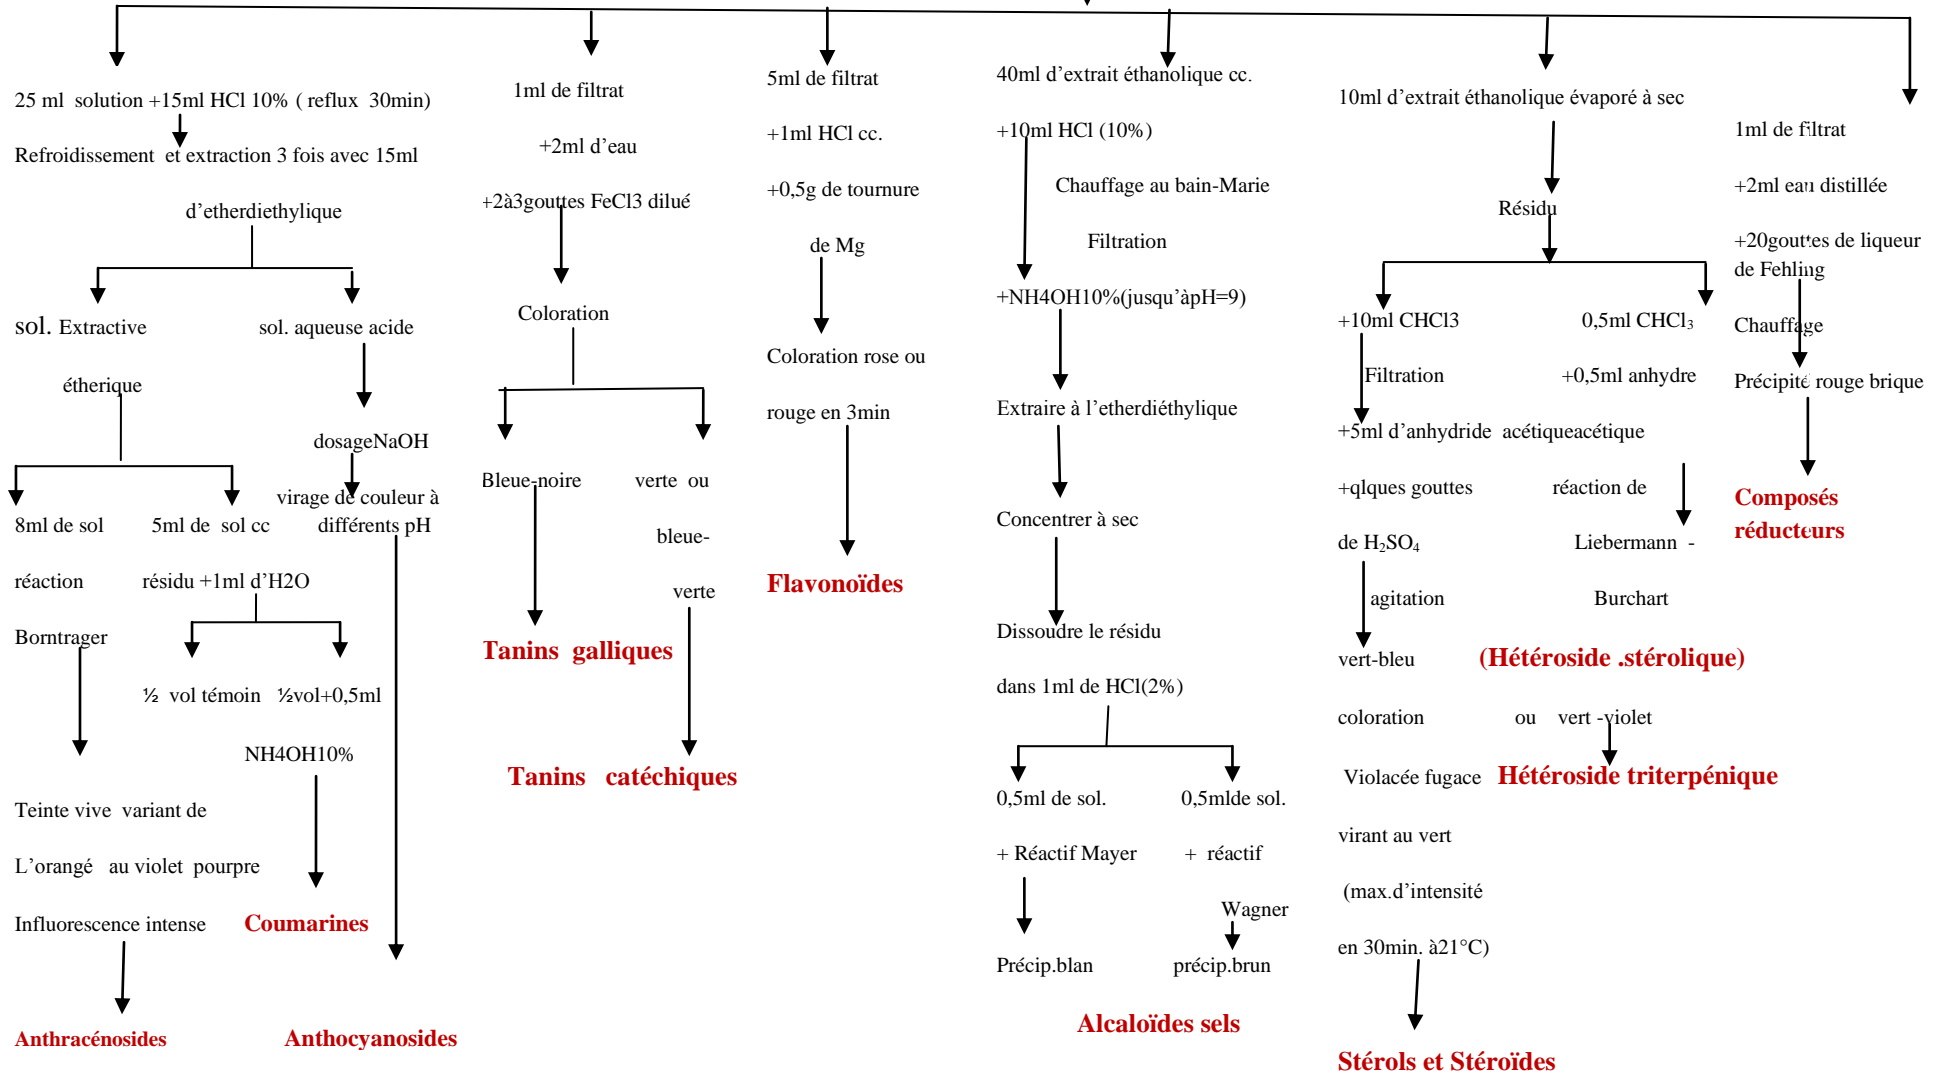 25 ml solution +15ml HCl 10% ( reflux 30min)
Refroidissement et extraction 3 fois avec 15ml
d'etherdiethylique
sol. Extractive
étherique
sol. aqueuse acide
dosageNaOH
virage de couleur à
différents pH
8ml de sol
réaction
Borntrager
5ml de sol cc
résidu +1ml d'H2O
½ vol témoin ½vol+0,5ml
NH4OH10%
Teinte vive variant de
L'orangé au violet pourpre
Influorescence intense
Coumarines
Anthracénosides
Anthocyanosides
1ml de filtrat
+2ml d'eau
+2à3gouttes FeCl3 dilué
Coloration
Bleue-noire
verte ou
bleue-
verte
Tanins galliques
Tanins catéchiques
5ml de filtrat
+1ml HCl cc.
+0,5g de tournure
de Mg
Coloration rose ou
rouge en 3min
Flavonoïdes
40ml d'extrait éthanolique cc.
+10ml HCl (10%)
Chauffage au bain-Marie
Filtration
+NH4OH10%(jusqu'àpH=9)
Extraire à l'etherdiéthylique
Concentrer à sec
Dissoudre le résidu
dans 1ml de HCl(2%)
0,5ml de sol.
+ Réactif Mayer
Précip.blan
0,5mlde sol.
+ réactif
Wagner
précip.brun
Alcaloïdes sels
10ml d'extrait éthanolique évaporé à sec
Résidu
+10ml CHCl3 0,5ml CHCl₃
Filtration +0,5ml anhydre
+5ml d'anhydride acétiqueacétique
+qlques gouttes réaction de
de H₂SO₄ Liebermann -
agitation Burchart
vert-bleu (Hétéroside .stérolique)
coloration ou vert -violet
Violacée fugace Hétéroside triterpénique
virant au vert
(max.d'intensité
en 30min. à21°C)
Stérols et Stéroïdes
1ml de filtrat
+2ml eau distillée
+20gouttes de liqueur
de Fehling
Chauffage
Précipité rouge brique
Composés
réducteurs